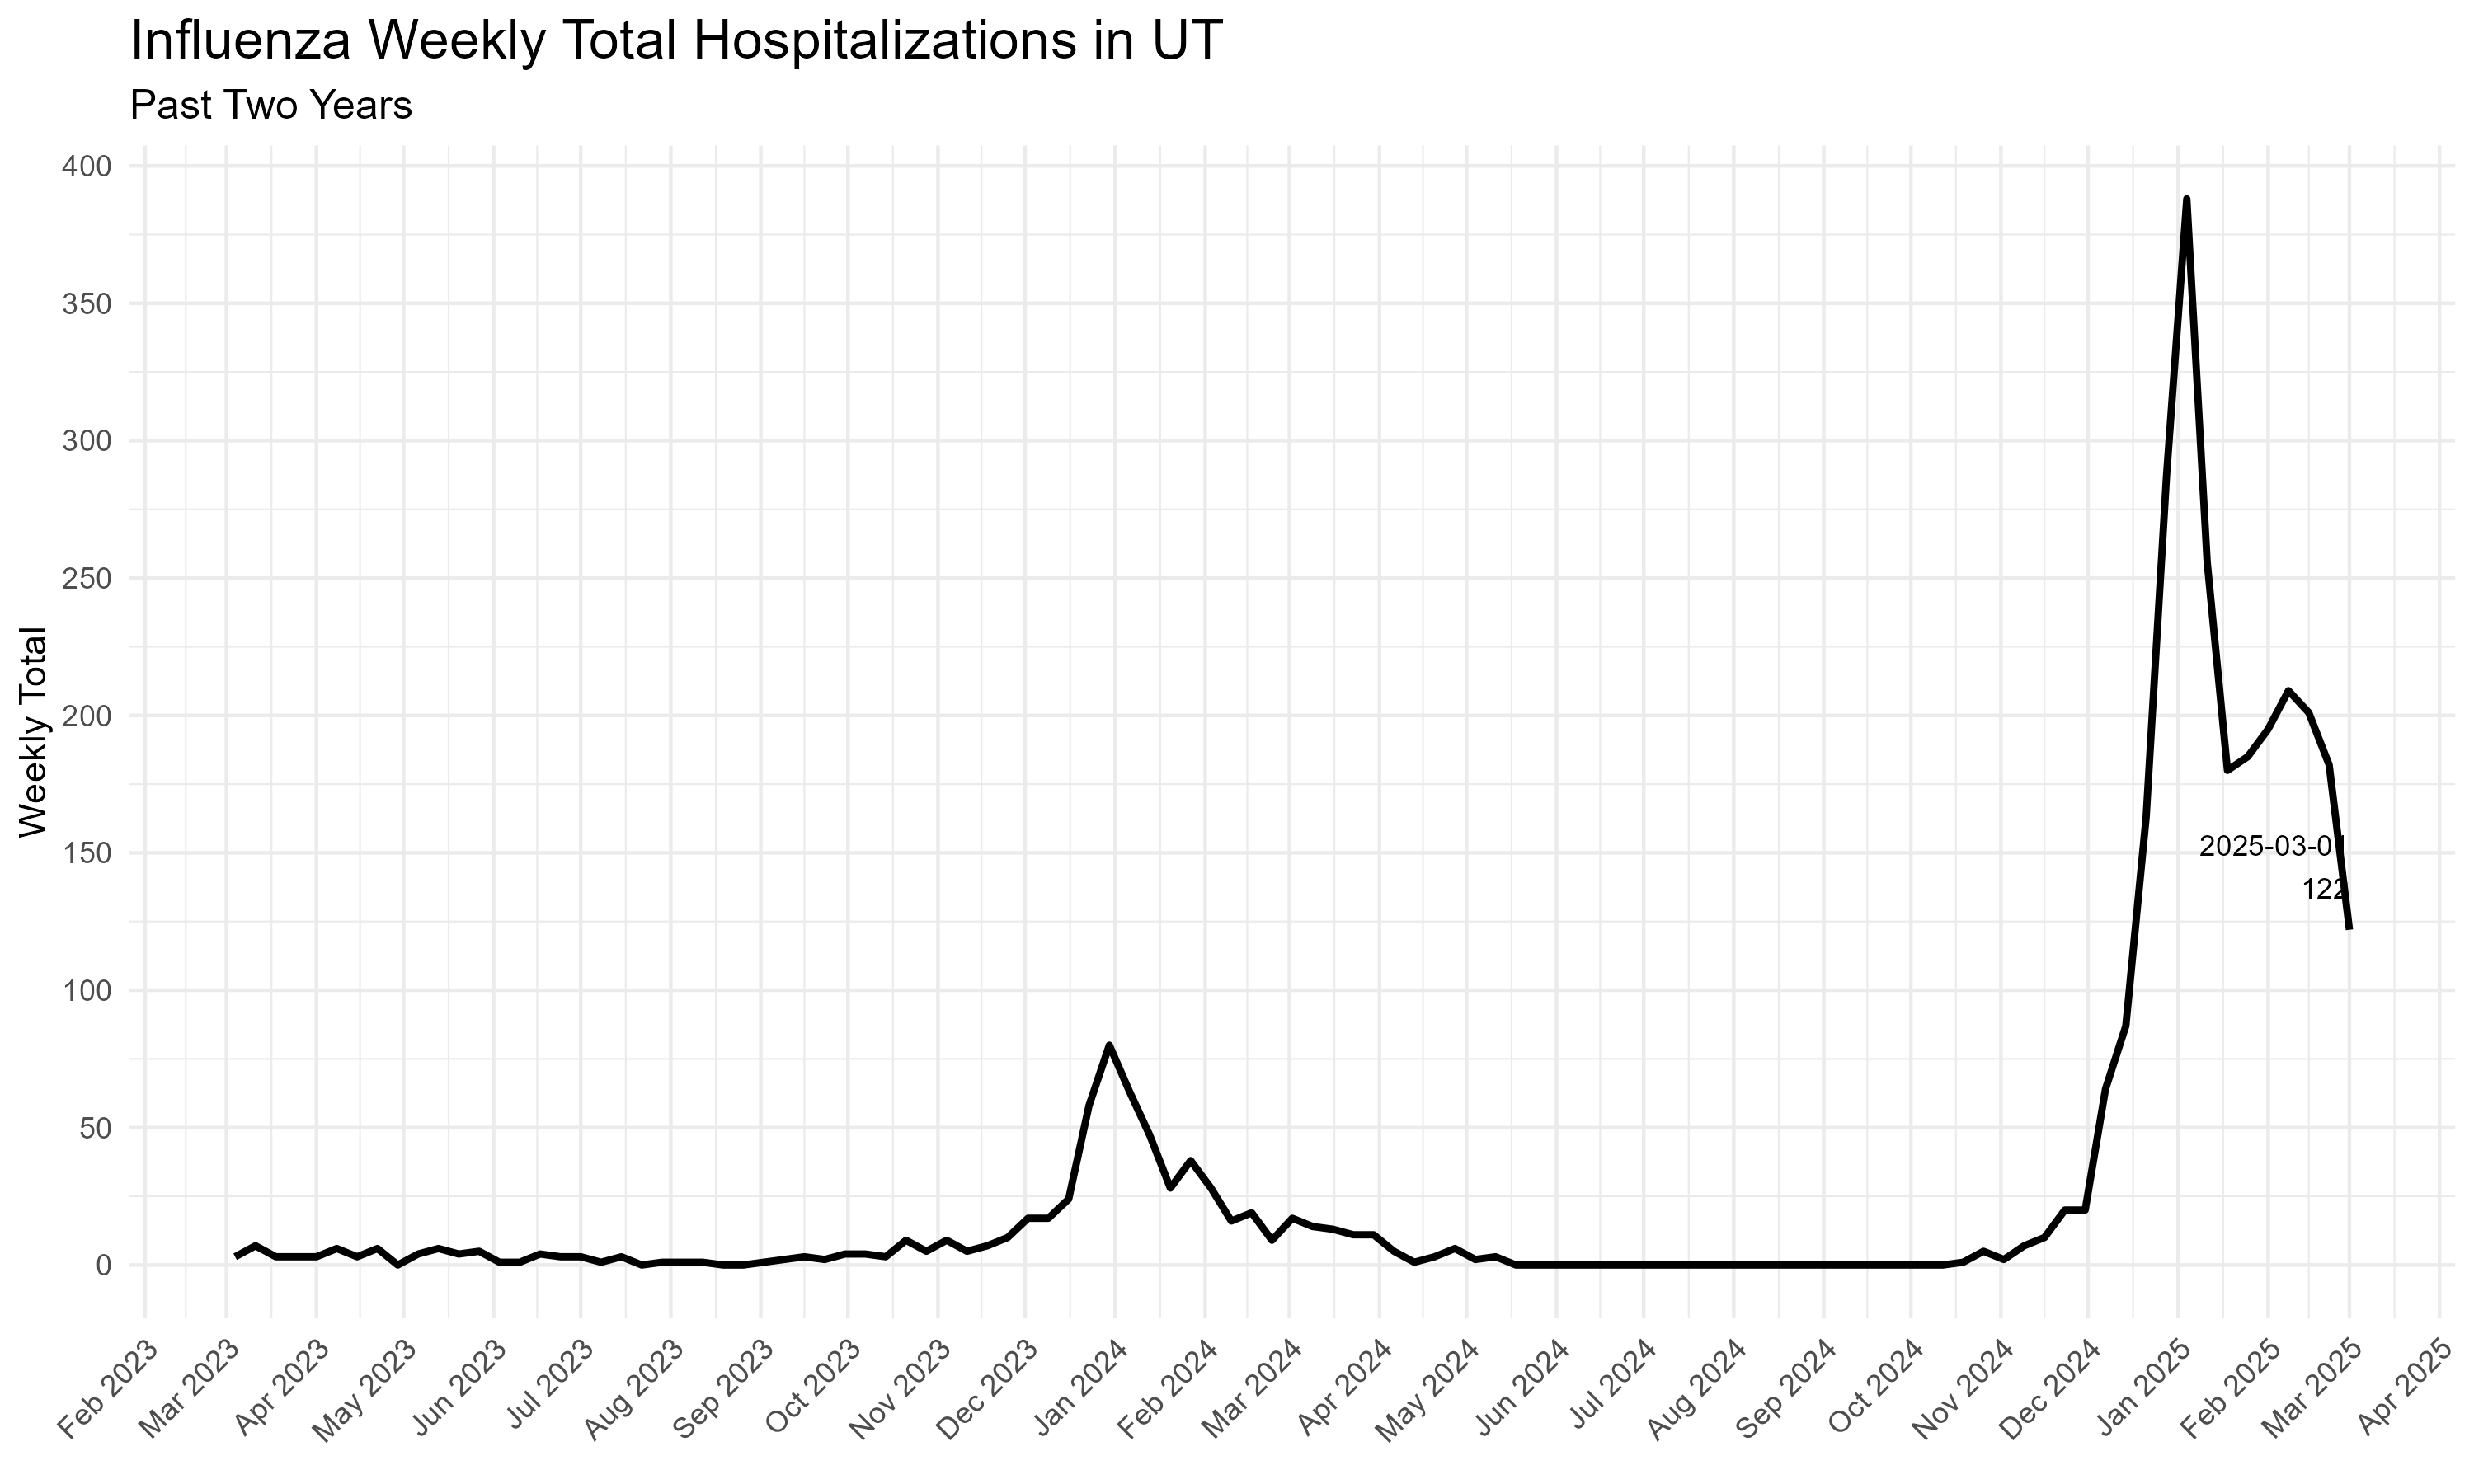 Influenza Weekly Total Hospitalizations in UT
Past Two Years
Weekly Total
400
350
300
250
200
150
100
50
0
2025-03-01
122
Feb 2023
Mar 2023
Apr 2023
May 2023
Jun 2023
Jul 2023
Aug 2023
Sep 2023
Oct 2023
Nov 2023
Dec 2023
Jan 2024
Feb 2024
Mar 2024
Apr 2024
May 2024
Jun 2024
Jul 2024
Aug 2024
Sep 2024
Oct 2024
Nov 2024
Dec 2024
Jan 2025
Feb 2025
Mar 2025
Apr 2025